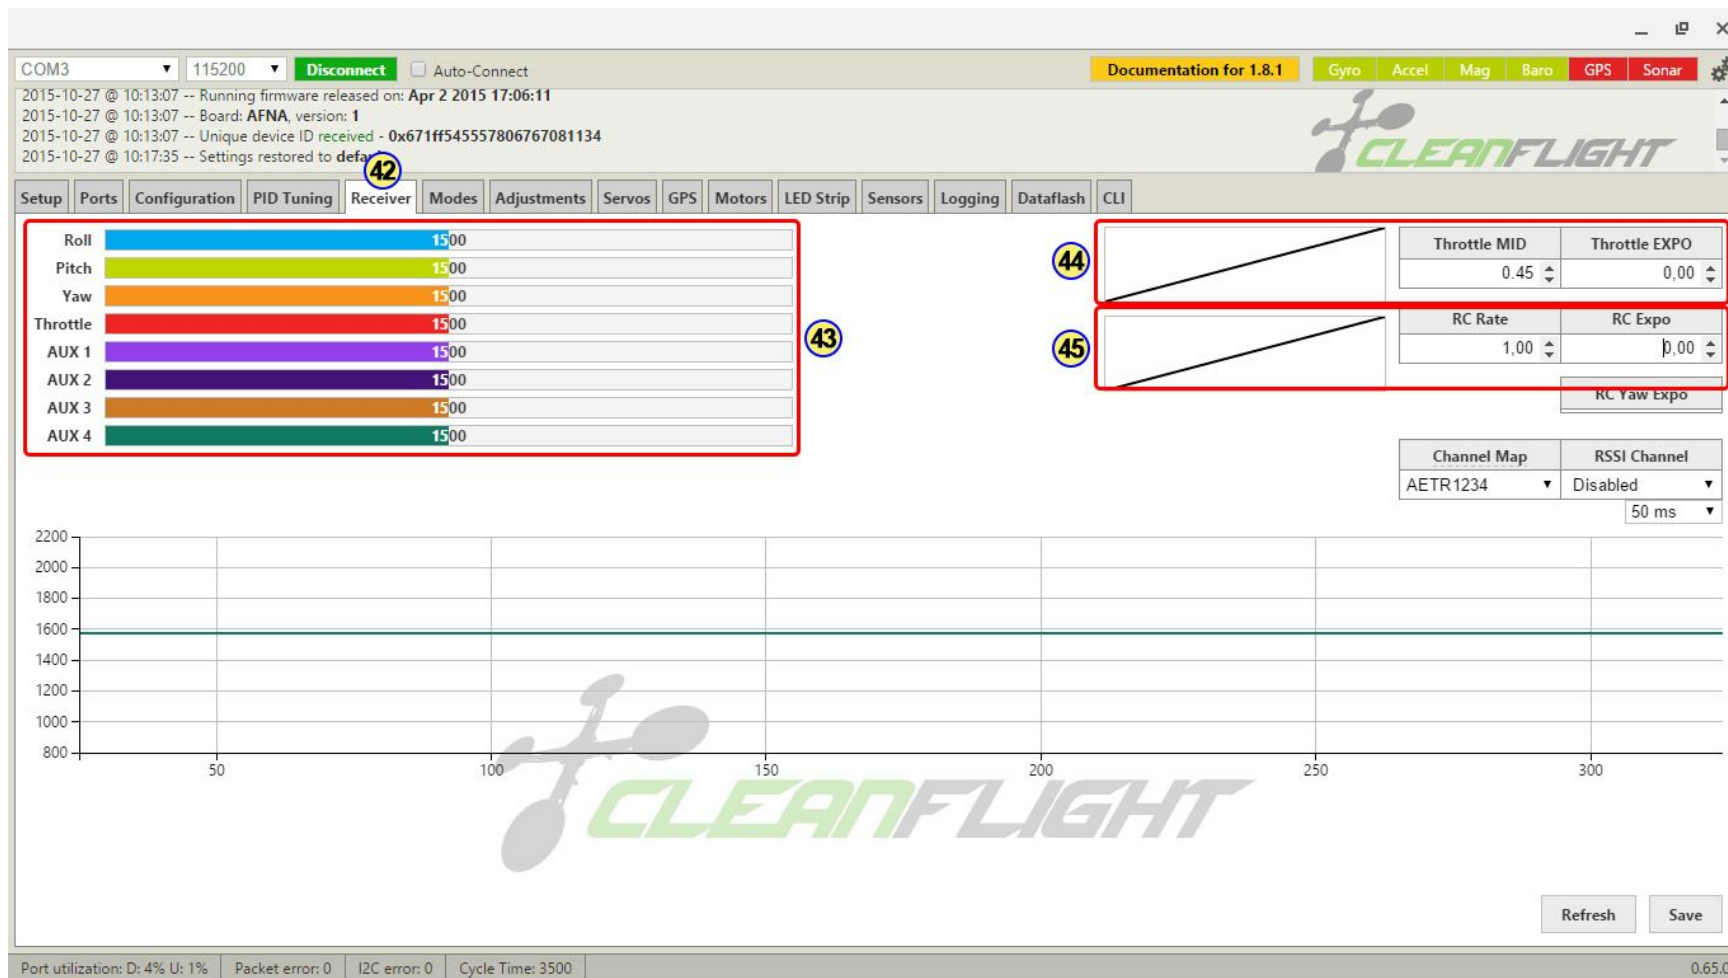 COM3 115200 Disconnect Auto-Connect Documentation for 1.8.1 Gyro Accel Mag Baro GPS Sonar
2015-10-27 @ 10:13:07 -- Running firmware released on: Apr 2 2015 17:06:11
2015-10-27 @ 10:13:07 -- Board: AFNA, version: 1
2015-10-27 @ 10:13:07 -- Unique device ID received - 0x671ff545557806767081134
2015-10-27 @ 10:17:35 -- Settings restored to
CLEANFLIGHT
42
Setup Ports Configuration PID Tuning Receiver Modes Adjustments Servos GPS Motors LED Strip Sensors Logging Dataflash CLI
Roll 1500
Pitch 1500
Yaw 1500
Throttle 1500
AUX 1 1500
AUX 2 1500
AUX 3 1500
AUX 4 1500
43
44
Throttle MID Throttle EXPO
0.45 0,00
45
RC Rate RC Expo
1,00 0,00
RC Yaw Expo
Channel Map RSSI Channel
AETR1234 Disabled
50 ms
2200
2000
1800
1600
1400
1200
1000
800
50 100 150 200 250 300
CLEANFLIGHT
Refresh Save
Port utilization: D: 4% U: 1% Packet error: 0 I2C error: 0 Cycle Time: 3500 0.65.0